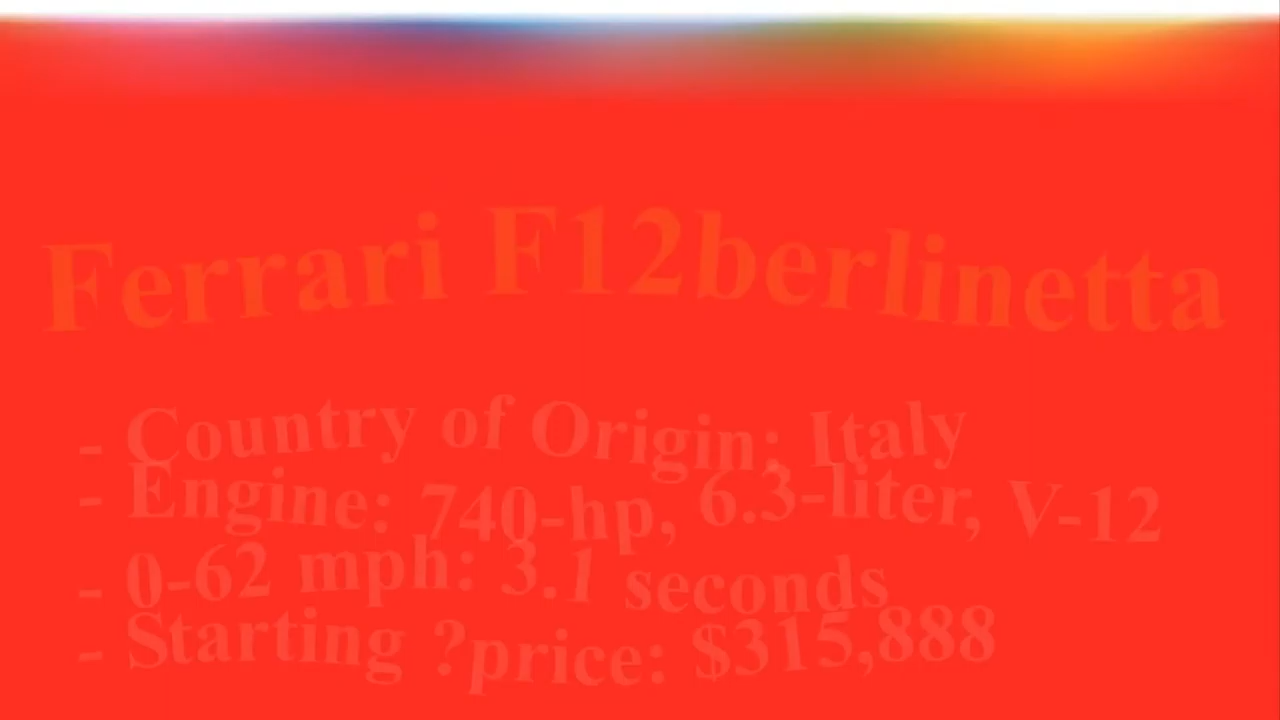 Ferrari F12berlinetta
- Country of Origin: Italy
- Engine: 740-hp, 6.3-liter, V-12
- 0-62 mph: 3.1 seconds
- Starting ?price: $315,888